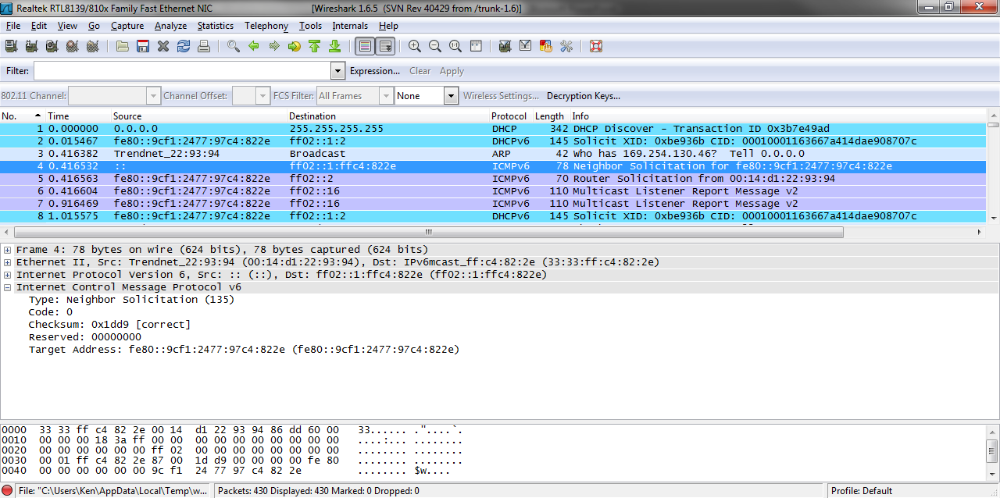 Realtek RTL8139/810x Family Fast Ethernet NIC [Wireshark 1.6.5 (SVN Rev 40429 from /trunk-1.6)]
File Edit View Go Capture Analyze Statistics Telephony Tools Internals Help
Filter: Expression... Clear Apply
802.11 Channel: Channel Offset: FCS Filter: All Frames None Wireless Settings... Decryption Keys...
No. Time Source Destination Protocol Length Info
1 0.000000 0.0.0.0 255.255.255.255 DHCP 342 DHCP Discover - Transaction ID 0x3b7e49ad
2 0.015467 fe80::9cf1:2477:97c4:822e ff02::1:2 DHCPv6 145 Solicit XID: 0xbe936b CID: 00010001163667a414dae908707c
3 0.416382 Trendnet_22:93:94 Broadcast ARP 42 Who has 169.254.130.46? Tell 0.0.0.0
4 0.416532 :: ff02::1:ffc4:822e ICMPv6 78 Neighbor Solicitation for fe80::9cf1:2477:97c4:822e
5 0.416563 fe80::9cf1:2477:97c4:822e ff02::2 ICMPv6 70 Router Solicitation from 00:14:d1:22:93:94
6 0.416604 fe80::9cf1:2477:97c4:822e ff02::16 ICMPv6 110 Multicast Listener Report Message v2
7 0.916469 fe80::9cf1:2477:97c4:822e ff02::16 ICMPv6 110 Multicast Listener Report Message v2
8 1.015575 fe80::9cf1:2477:97c4:822e ff02::1:2 DHCPv6 145 Solicit XID: 0xbe936b CID: 00010001163667a414dae908707c
Frame 4: 78 bytes on wire (624 bits), 78 bytes captured (624 bits)
Ethernet II, Src: Trendnet_22:93:94 (00:14:d1:22:93:94), Dst: IPv6mcast_ff:c4:82:2e (33:33:ff:c4:82:2e)
Internet Protocol Version 6, Src: :: (::), Dst: ff02::1:ffc4:822e (ff02::1:ffc4:822e)
Internet Control Message Protocol v6
Type: Neighbor Solicitation (135)
Code: 0
Checksum: 0x1dd9 [correct]
Reserved: 00000000
Target Address: fe80::9cf1:2477:97c4:822e (fe80::9cf1:2477:97c4:822e)
0000 33 33 ff c4 82 2e 00 14 d1 22 93 94 86 dd 60 00 33...... ."....`.
0010 00 00 00 18 3a ff 00 00 00 00 00 00 00 00 00 00 ....:... ........
0020 00 00 00 00 00 00 ff 02 00 00 00 00 00 00 00 00 ........ ........
0030 00 01 ff c4 82 2e 87 00 1d d9 00 00 00 00 fe 80 ........ ........
0040 00 00 00 00 00 00 9c f1 24 77 97 c4 82 2e ........ $w....
File: "C:\Users\Ken\AppData\Local\Temp\w... Packets: 430 Displayed: 430 Marked: 0 Dropped: 0 Profile: Default